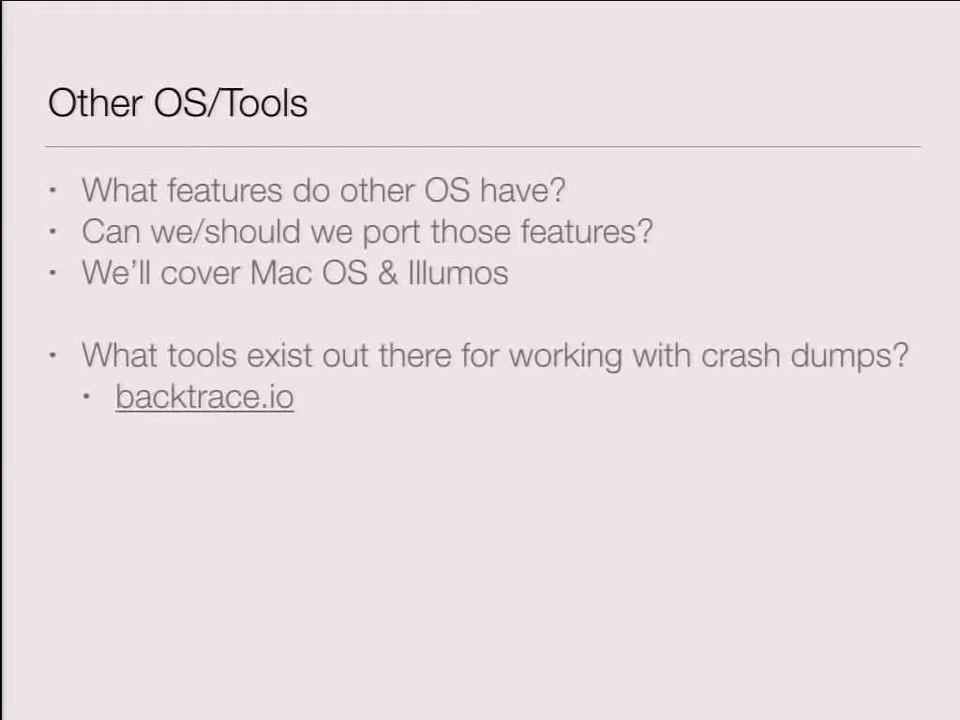 Other OS/Tools
• What features do other OS have?
• Can we/should we port those features?
• We'll cover Mac OS & Illumos
• What tools exist out there for working with crash dumps?
• backtrace.io